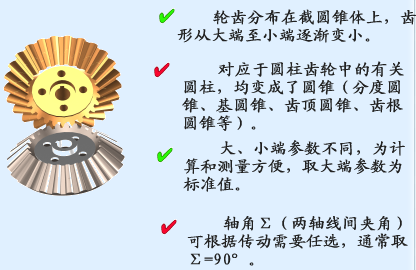 轮齿分布在截圆锥体上，齿
形从大端至小端逐渐变小。
对应于圆柱齿轮中的有关
圆柱，均变成了圆锥（分度圆
锥、基圆锥、齿顶圆锥、齿根
圆锥等）。
大、小端参数不同，为计
算和测量方便，取大端参数为
标准值。
轴角Σ（两轴线间夹角）
可根据传动需要任选，通常取
Σ=90°。